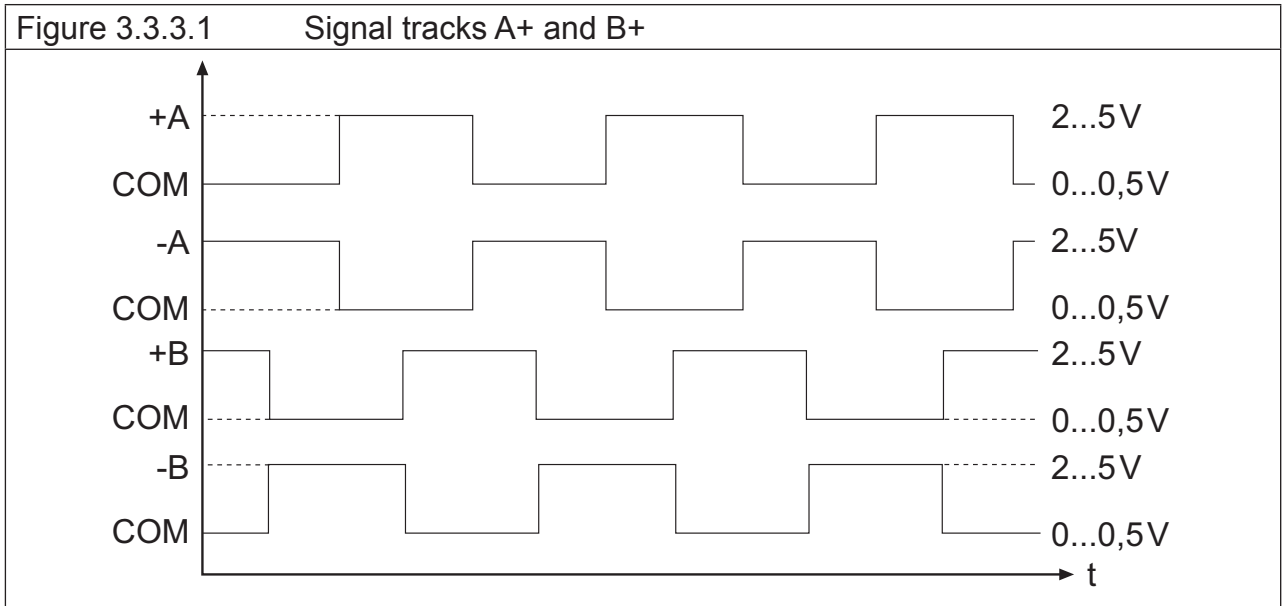 Figure 3.3.3.1 Signal tracks A+ and B+
+A 2...5V
COM 0...0,5V
-A 2...5V
COM 0...0,5V
+B 2...5V
COM 0...0,5V
-B 2...5V
COM 0...0,5V
t